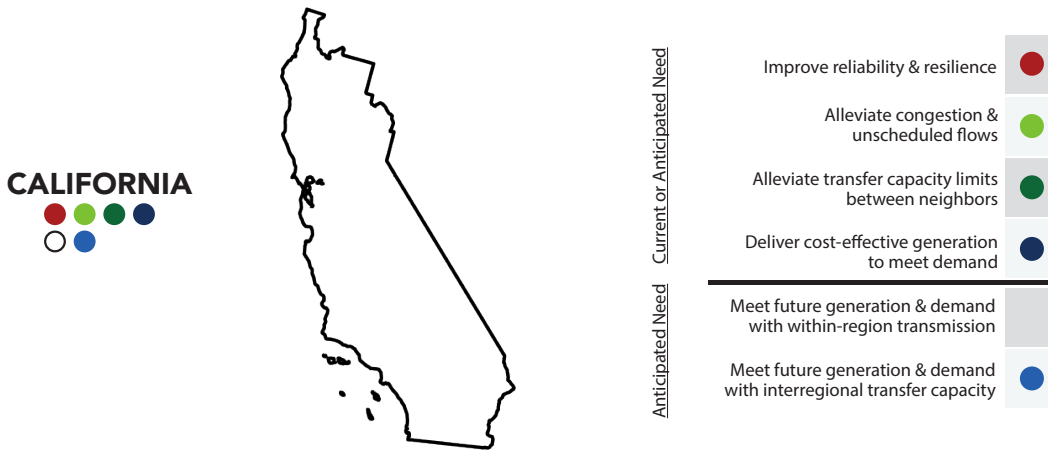 CALIFORNIA
Current or Anticipated Need
Improve reliability & resilience
Alleviate congestion &
unscheduled flows
Alleviate transfer capacity limits
between neighbors
Deliver cost-effective generation
to meet demand
Anticipated Need
Meet future generation & demand
with within-region transmission
Meet future generation & demand
with interregional transfer capacity